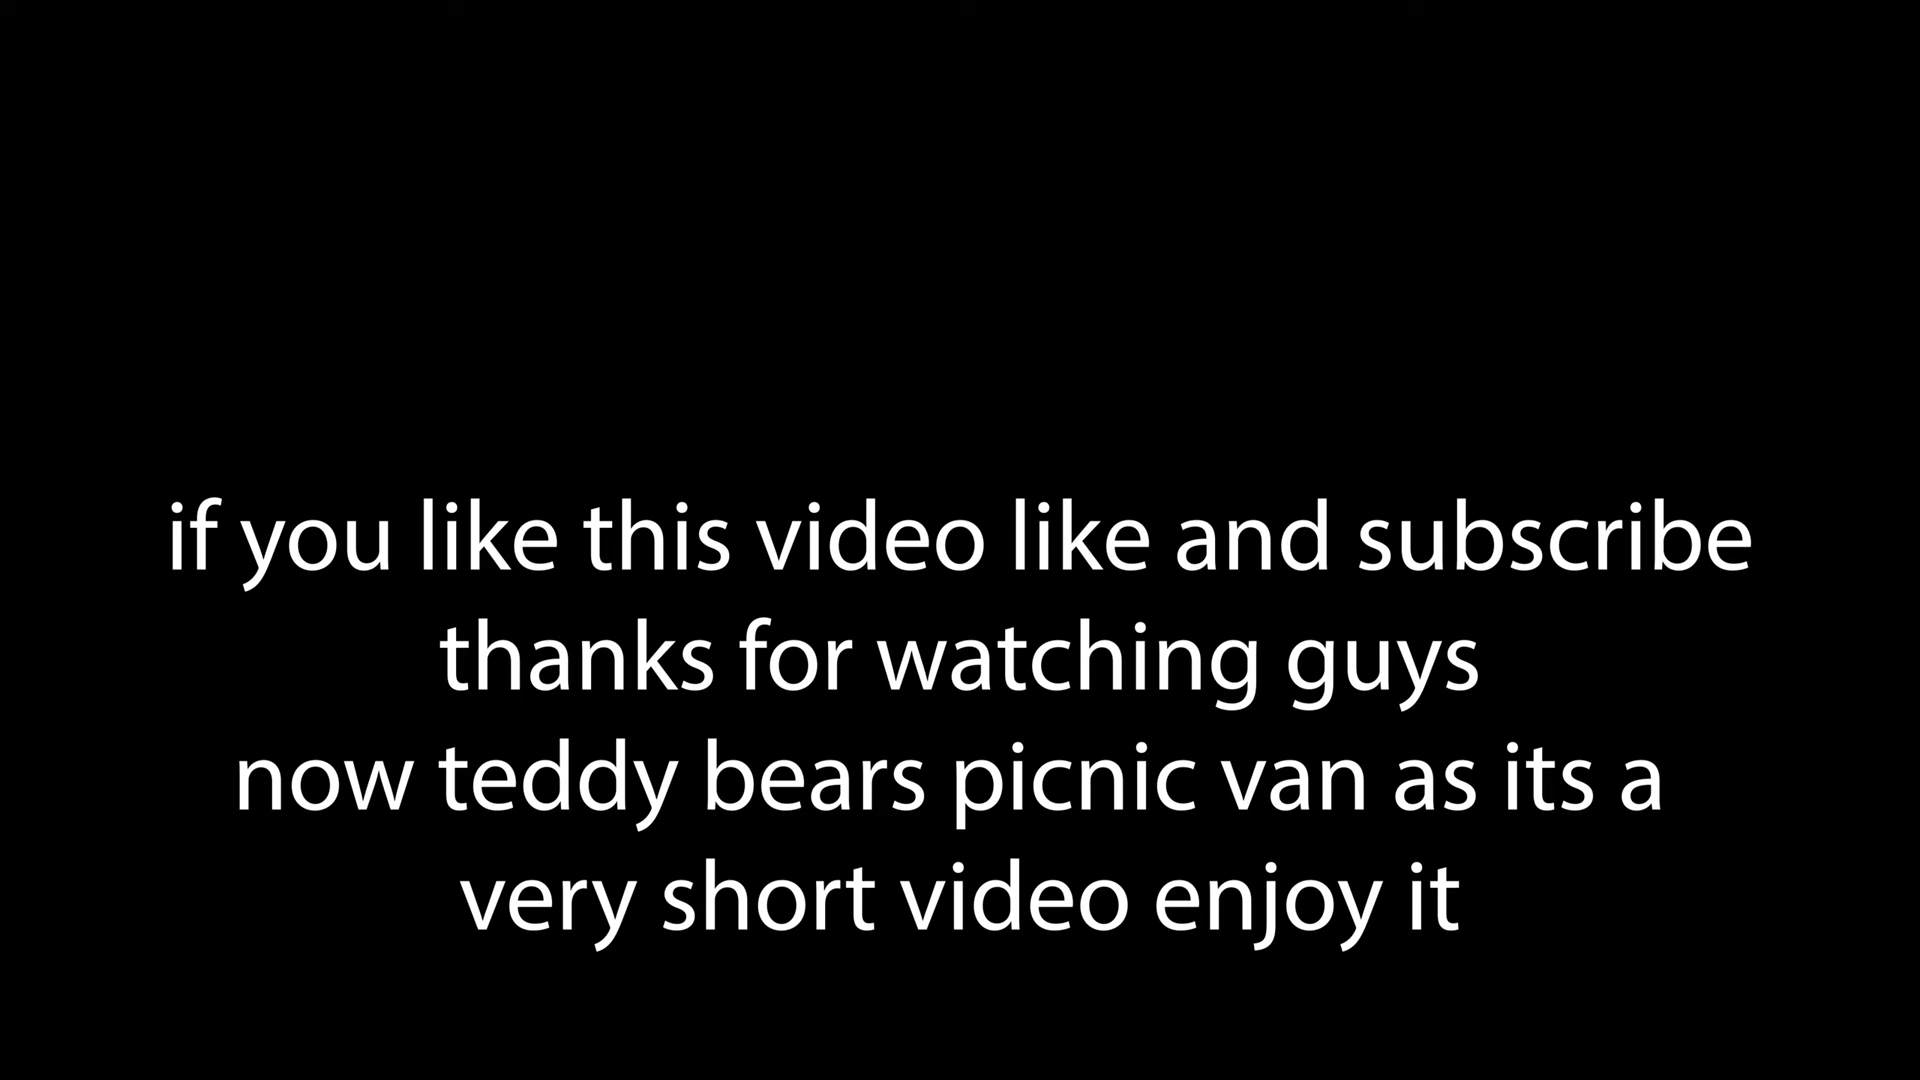 if you like this video like and subscribe
thanks for watching guys
now teddy bears picnic van as its a
very short video enjoy it